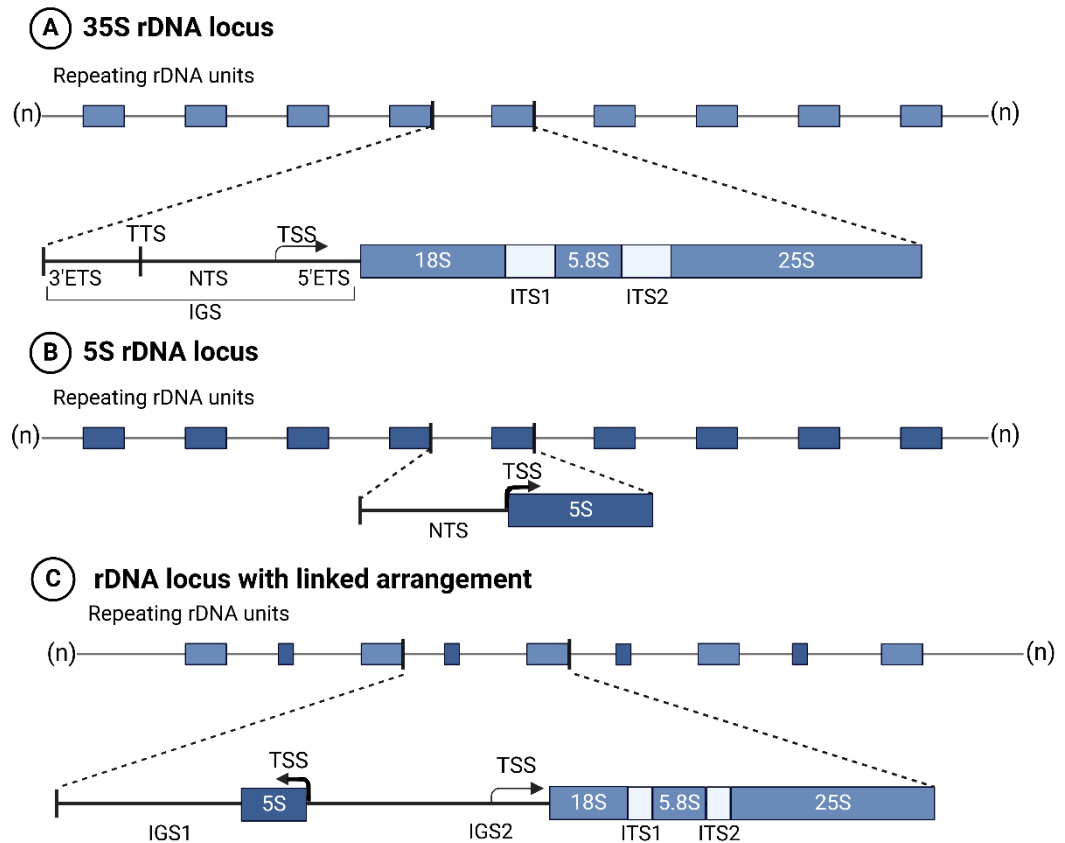 A 35S rDNA locus
Repeating rDNA units
(n) (n)
TTS TSS
18S 5.8S 25S
3'ETS NTS 5'ETS
ITS1 ITS2
IGS
B 5S rDNA locus
Repeating rDNA units
(n) (n)
TSS
5S
NTS
C rDNA locus with linked arrangement
Repeating rDNA units
(n) (n)
TSS TSS
5S 18S 5.8S 25S
IGS1 IGS2 ITS1 ITS2